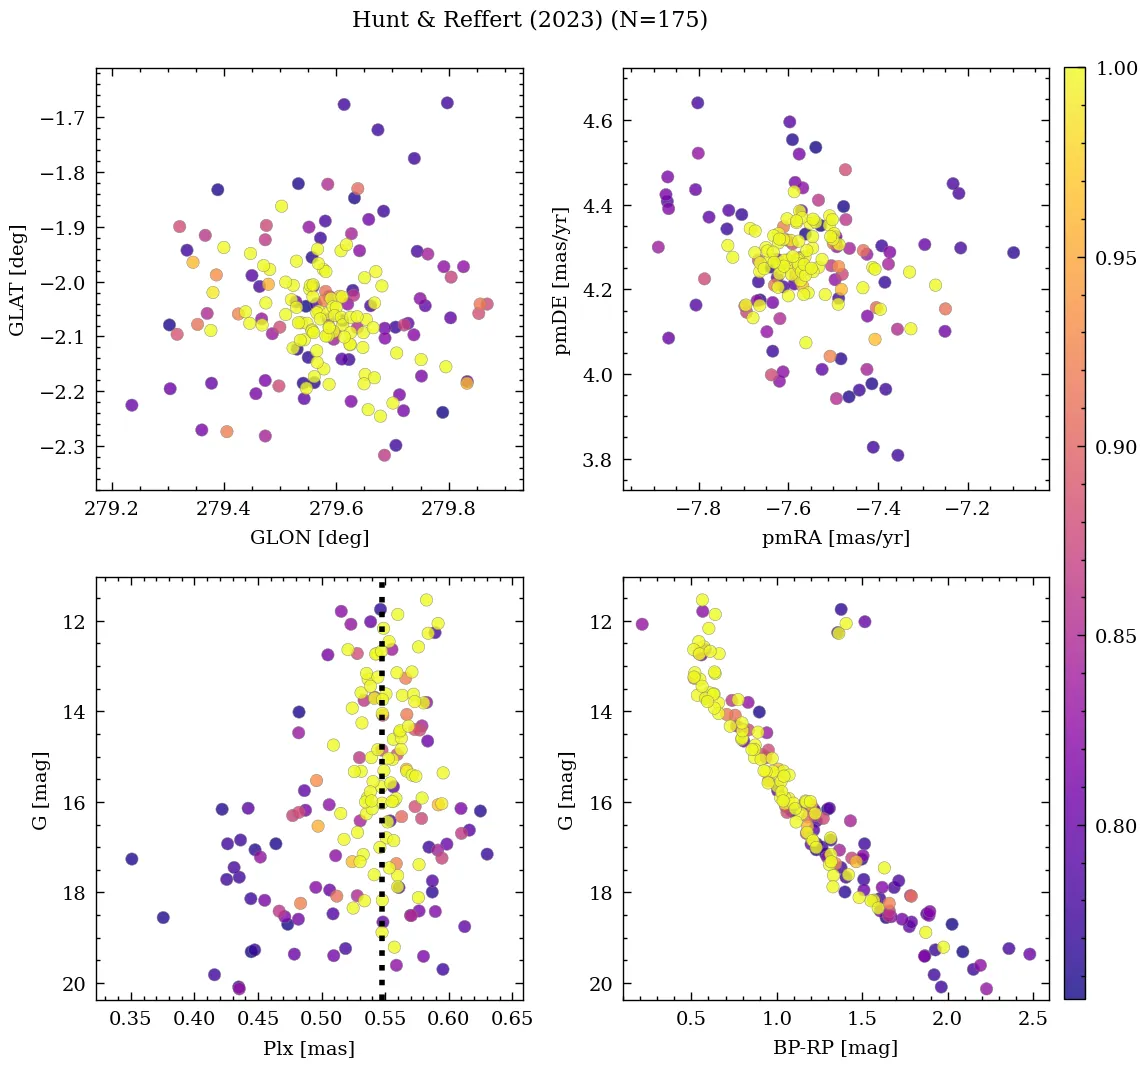 Hunt & Reffert (2023) (N=175)
−1.7
−1.8
−1.9
−2.0
−2.1
−2.2
−2.3
GLAT [deg]
279.2 279.4 279.6 279.8
GLON [deg]
4.6
4.4
4.2
4.0
3.8
pmDE [mas/yr]
−7.8 −7.6 −7.4 −7.2
pmRA [mas/yr]
12
14
16
18
20
G [mag]
0.35 0.40 0.45 0.50 0.55 0.60 0.65
Plx [mas]
12
14
16
18
20
G [mag]
0.5 1.0 1.5 2.0 2.5
BP-RP [mag]
1.00
0.95
0.90
0.85
0.80